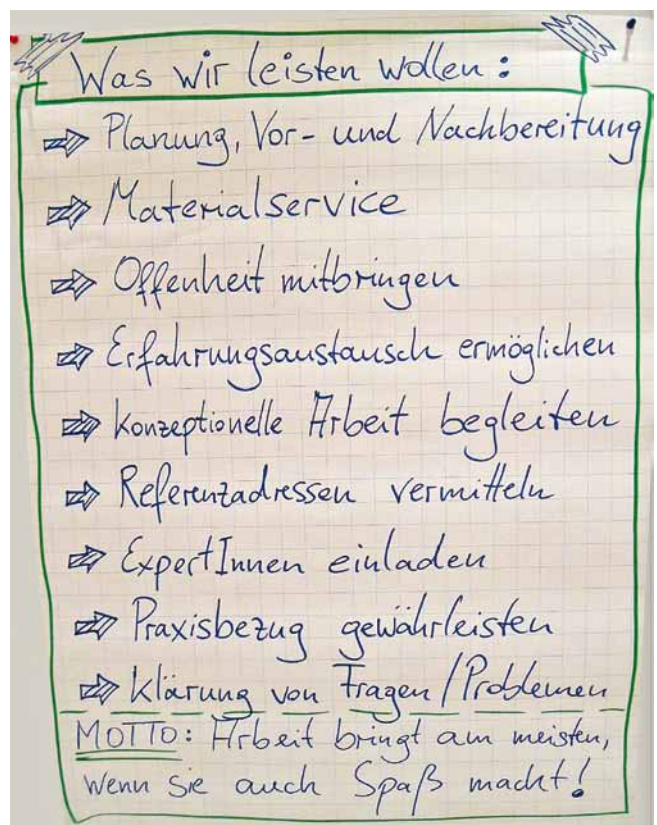 Was wir leisten wollen:
⇨ Planung, Vor- und Nachbereitung
⇨ Materialservice
⇨ Offenheit mitbringen
⇨ Erfahrungsaustausch ermöglichen
⇨ konzeptionelle Arbeit begleiten
⇨ Referenzadressen vermitteln
⇨ ExpertInnen einladen
⇨ Praxisbezug gewährleisten
⇨ Klärung von Fragen/Problemen
MOTTO: Arbeit bringt am meisten,
wenn sie auch Spaß macht!